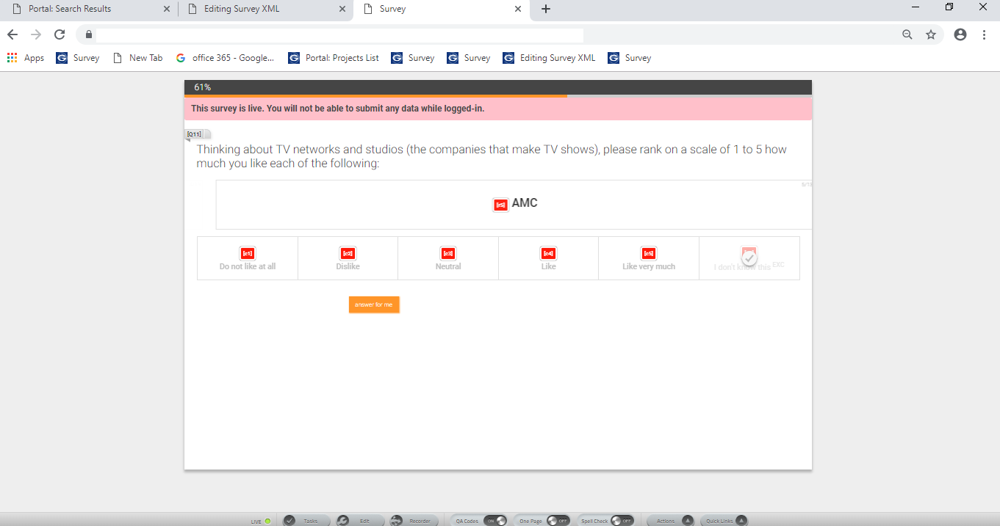 Portal: Search Results
Editing Survey XML
Survey
Apps
Survey
New Tab
office 365 - Google...
Portal: Projects List
Survey
Survey
Editing Survey XML
Survey
61%
This survey is live. You will not be able to submit any data while logged-in.
[Q11]
Thinking about TV networks and studios (the companies that make TV shows), please rank on a scale of 1 to 5 how
much you like each of the following:
AMC
[c1]
[c2]
[c3]
[c4]
[c5]
Do not like at all
Dislike
Neutral
Like
Like very much
I don't know this EXC
answer for me
LIVE
Tasks
Edit
Recorder
QA Codes ON
One Page OFF
Spell Check OFF
Actions
Quick Links